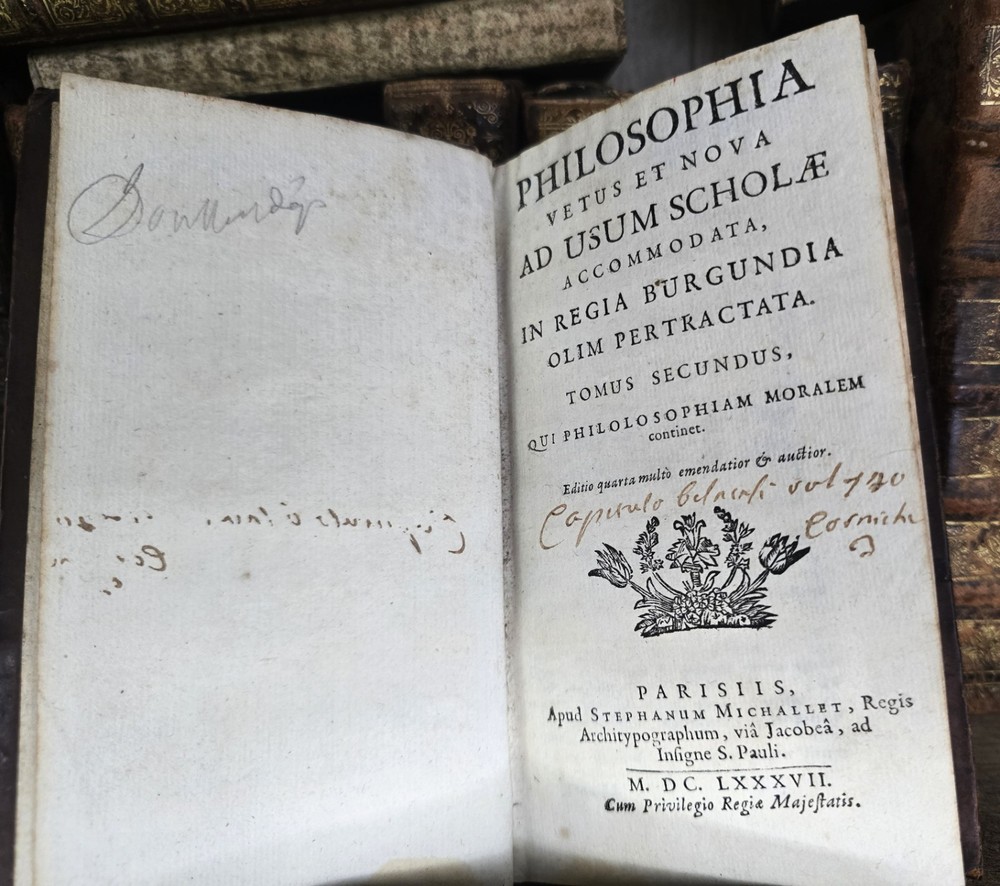 PHILOSOPHIA
VETUS ET NOVA
AD USUM SCHOLÆ
ACCOMMODATA,
IN REGIA BURGUNDIA
OLIM PERTRACTATA.
TOMUS SECUNDUS,
QUI PHILOLOSOPHIAM MORALEM
continet.
Editio quarta multò emendatior & auctior.
Capitulo
PARISIIS,
Apud STEPHANUM MICHALLET, Regis
Architypographum, viâ Jacobeâ, ad
Insigne S. Pauli.
M. DC. LXXXVII.
Cum Privilegio Regiæ Majestatis.